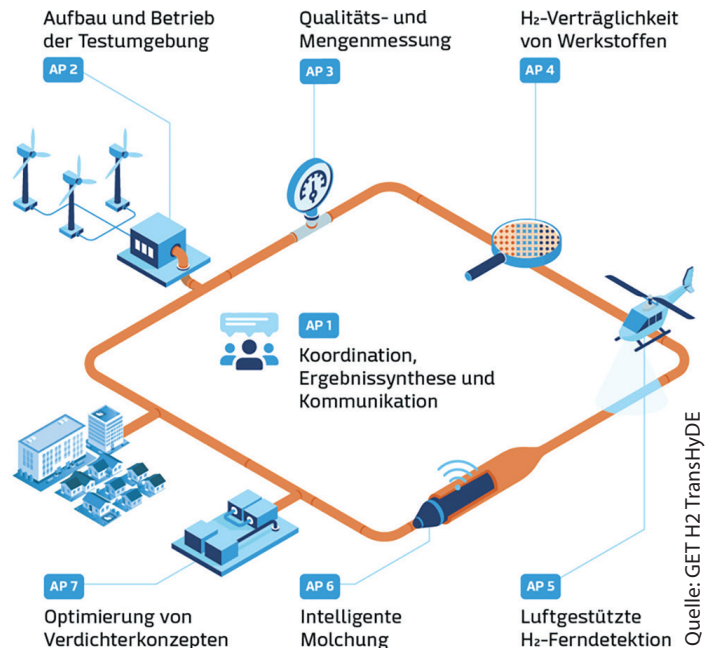 Aufbau und Betrieb
der Testumgebung
AP 2
Qualitäts- und
Mengenmessung
AP 3
H₂-Verträglichkeit
von Werkstoffen
AP 4
AP 1
Koordination,
Ergebnissynthese und
Kommunikation
AP 7
Optimierung von
Verdichterkonzepten
AP 6
Intelligente
Molchung
AP 5
Luftgestützte
H₂-Ferndetektion
Quelle: GET H2 TransHyDE